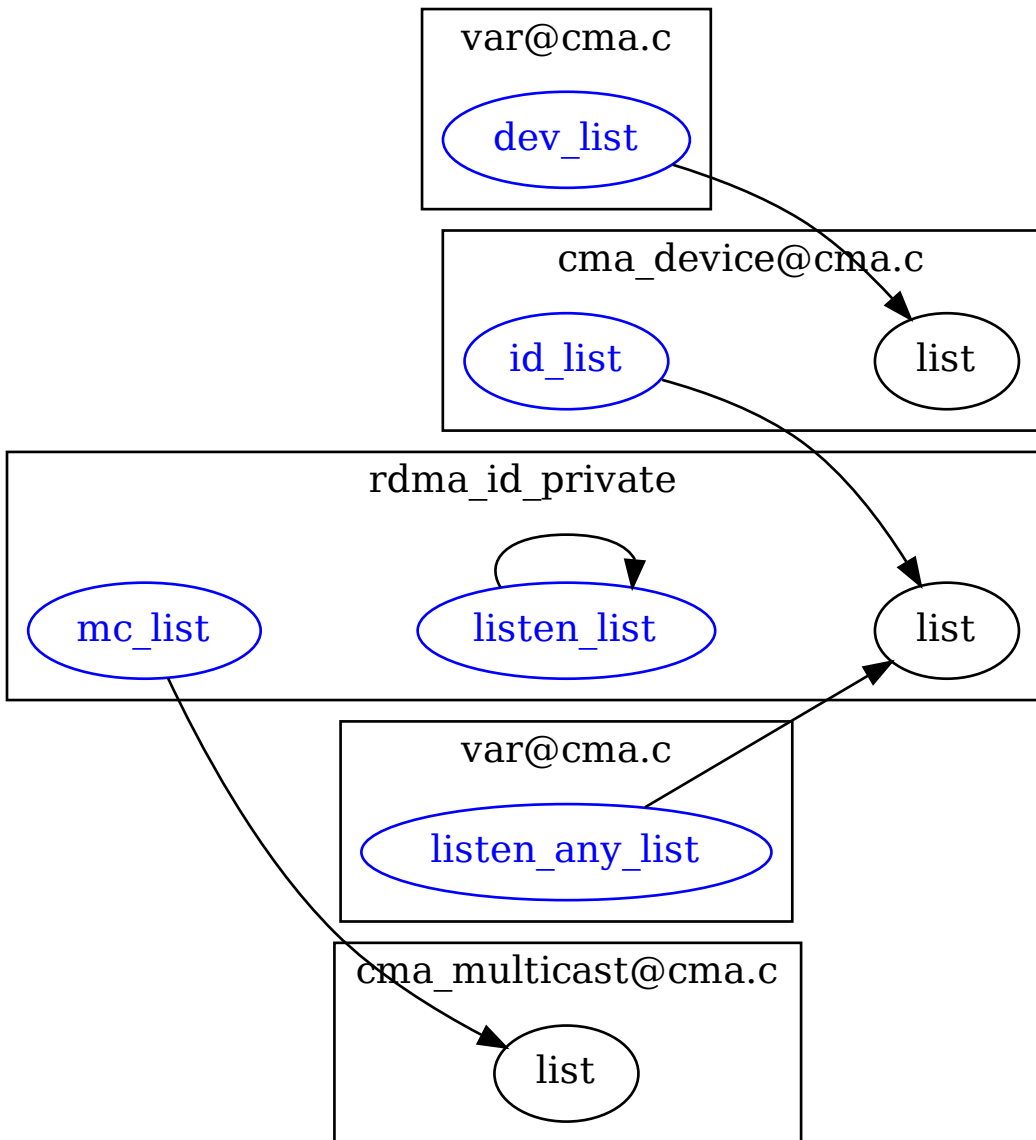 var@cma.c
dev_list
cma_device@cma.c
id_list
list
rdma_id_private
mc_list
listen_list
list
var@cma.c
listen_any_list
cma_multicast@cma.c
list